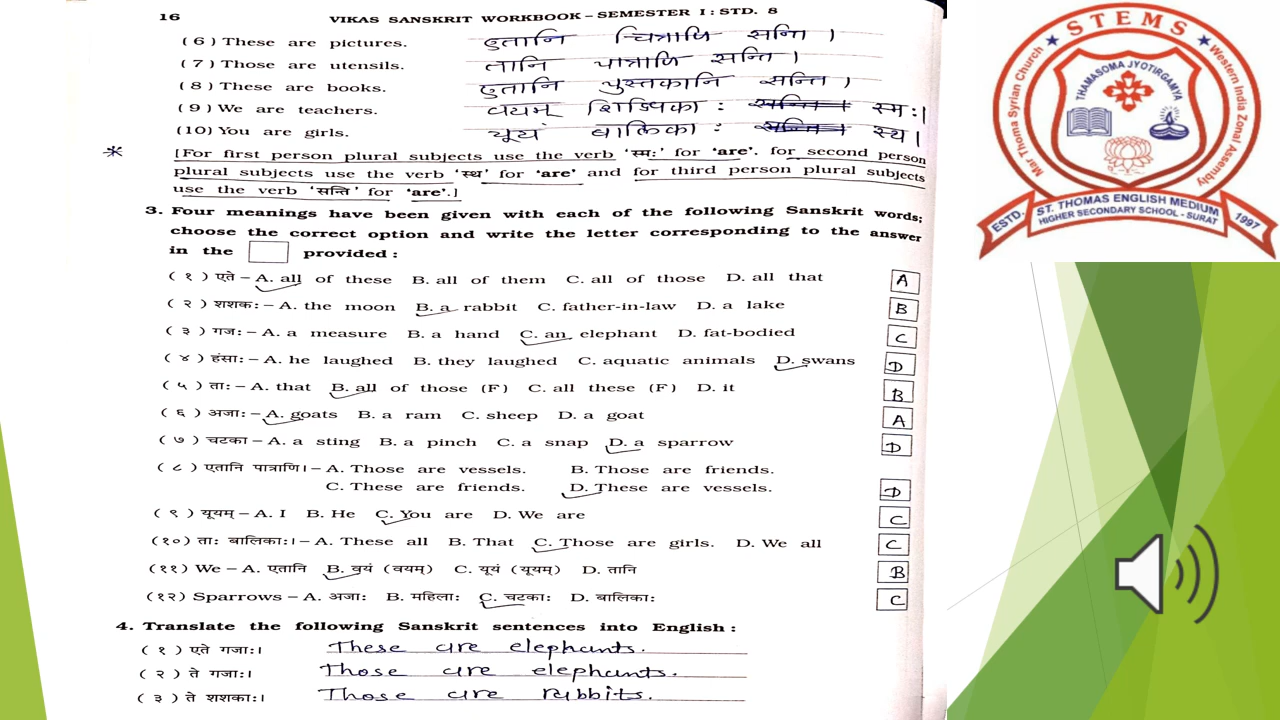 16 VIKAS SANSKRIT WORKBOOK – SEMESTER I : STD. 8
(6) These are pictures. एतानि चित्राणि सन्ति ।
(7) Those are utensils. तानि पात्राणि सन्ति ।
(8) These are books. एतानि पुस्तकानि सन्ति ।
(9) We are teachers. वयम् शिक्षिका : सन्ति । स्म:।
(10) You are girls. यूयं बालिका : सन्ति । स्थ।
* [For first person plural subjects use the verb ‘स्म:’ for ‘are’. for second person
plural subjects use the verb ‘स्थ’ for ‘are’ and for third person plural subjects
use the verb ‘सन्ति’ for ‘are’.]
3. Four meanings have been given with each of the following Sanskrit words;
choose the correct option and write the letter corresponding to the answer
in the provided :
(१) एते – A. all of these B. all of them C. all of those D. all that A
(२) शशक: – A. the moon B. a rabbit C. father-in-law D. a lake B
(३) गज: – A. a measure B. a hand C. an elephant D. fat-bodied C
(४) हंसा: – A. he laughed B. they laughed C. aquatic animals D. swans D
(५) ता: – A. that B. all of those (F) C. all these (F) D. it B
(६) अजा: – A. goats B. a ram C. sheep D. a goat A
(७) चटका – A. a sting B. a pinch C. a snap D. a sparrow D
(८) एतानि पात्राणि। – A. Those are vessels. B. Those are friends.
C. These are friends. D. These are vessels. D
(९) यूयम् – A. I B. He C. You are D. We are C
(१०) ता: बालिका:। – A. These all B. That C. Those are girls. D. We all C
(११) We – A. एतानि B. वयं (वयम्) C. यूयं (यूयम्) D. तानि B
(१२) Sparrows – A. अजा: B. महिला: C. चटका: D. बालिका: C
4. Translate the following Sanskrit sentences into English :
(१) एते गजा:। These are elephants.
(२) ते गजा:। Those are elephants.
(३) ते शशका:। Those are rabbits.
STEMS
Mar Thoma Syrian Church
Western India Zonal Assembly
THAMASOMA JYOTIRGAMYA
ESTD. ST. THOMAS ENGLISH MEDIUM 1997
HIGHER SECONDARY SCHOOL - SURAT